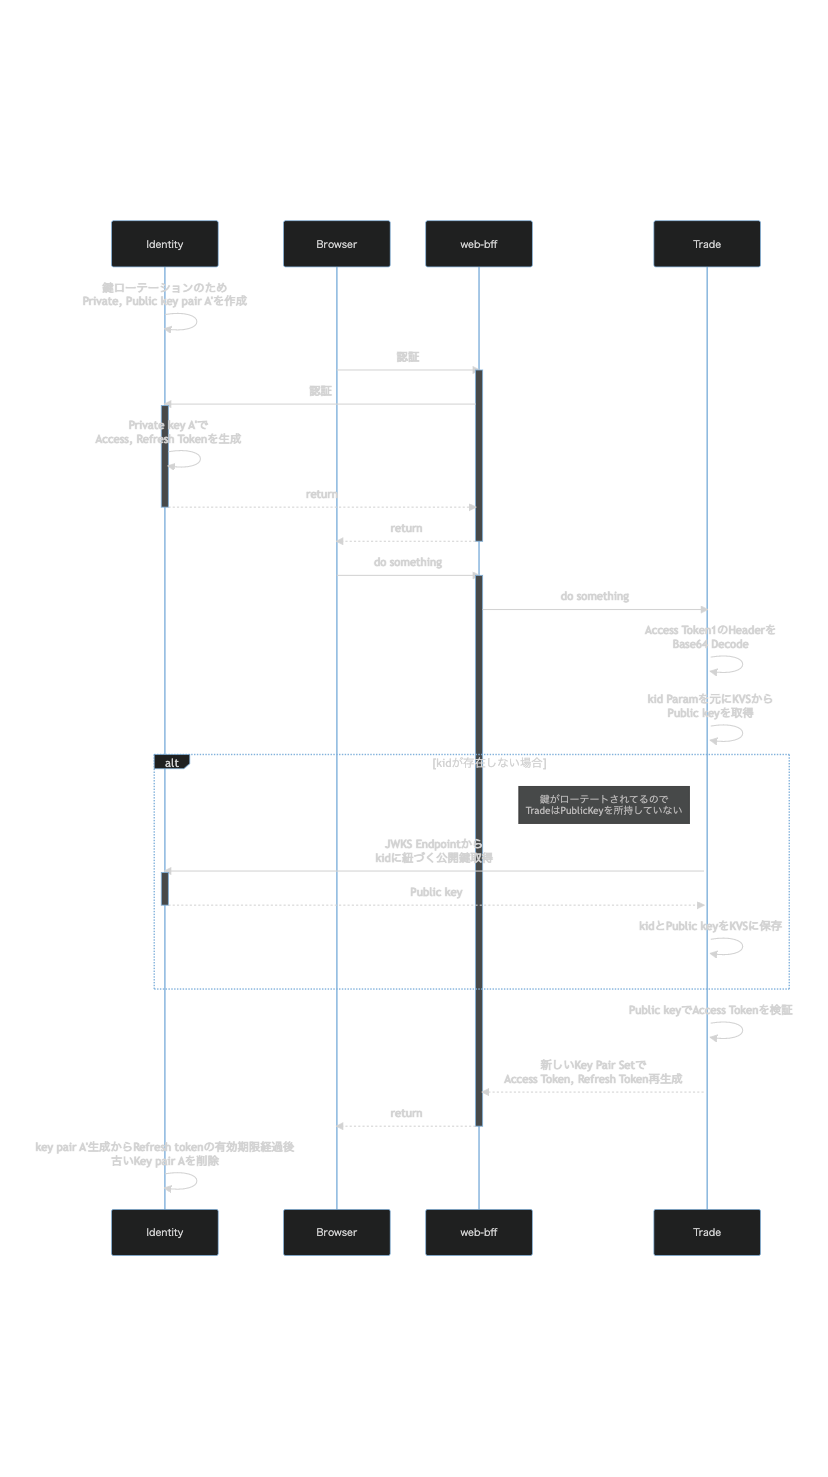 Identity
Browser
web-bff
Trade
鍵ローテーションのため
Private, Public key pair A'を作成
認証
認証
Private key A'で
Access, Refresh Tokenを生成
return
return
do something
do something
Access Token1のHeaderを
Base64 Decode
kid Paramを元にKVSから
Public keyを取得
alt
[kidが存在しない場合]
鍵がローテートされてるので
TradeはPublicKeyを所持していない
JWKS Endpointから
kidに紐づく公開鍵取得
Public key
kidとPublic keyをKVSに保存
Public keyでAccess Tokenを検証
新しいKey Pair Setで
Access Token, Refresh Token再生成
return
key pair A'生成からRefresh tokenの有効期限経過後
古いKey pair Aを削除
Identity
Browser
web-bff
Trade